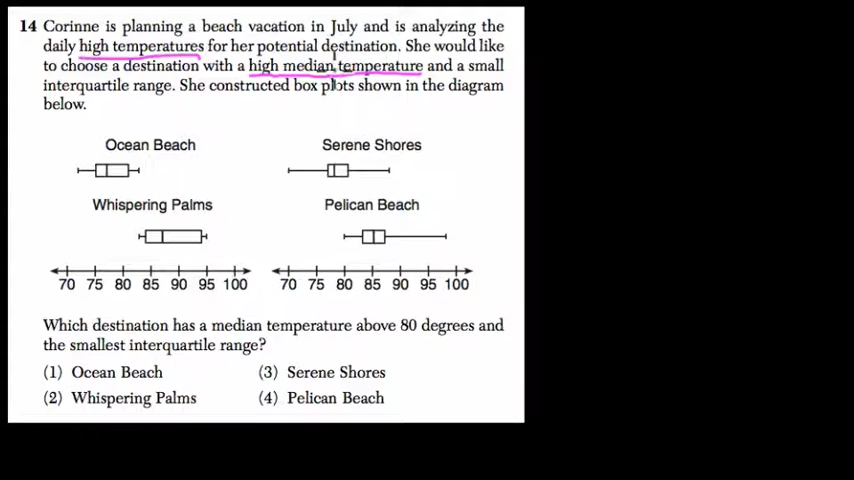 14 Corinne is planning a beach vacation in July and is analyzing the
daily high temperatures for her potential destination. She would like
to choose a destination with a high median temperature and a small
interquartile range. She constructed box plots shown in the diagram
below.
Ocean Beach
Serene Shores
Whispering Palms
Pelican Beach
70 75 80 85 90 95 100
70 75 80 85 90 95 100
Which destination has a median temperature above 80 degrees and
the smallest interquartile range?
(1) Ocean Beach
(3) Serene Shores
(2) Whispering Palms
(4) Pelican Beach